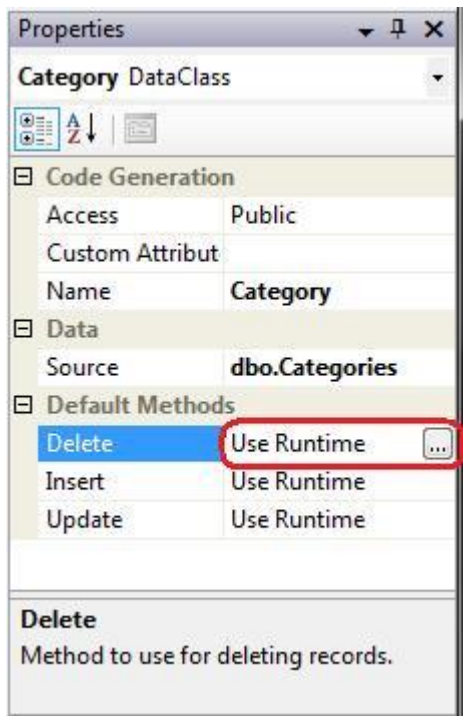 Properties
Category DataClass
Code Generation
Access Public
Custom Attribut
Name Category
Data
Source dbo.Categories
Default Methods
Delete Use Runtime ...
Insert Use Runtime
Update Use Runtime
Delete
Method to use for deleting records.